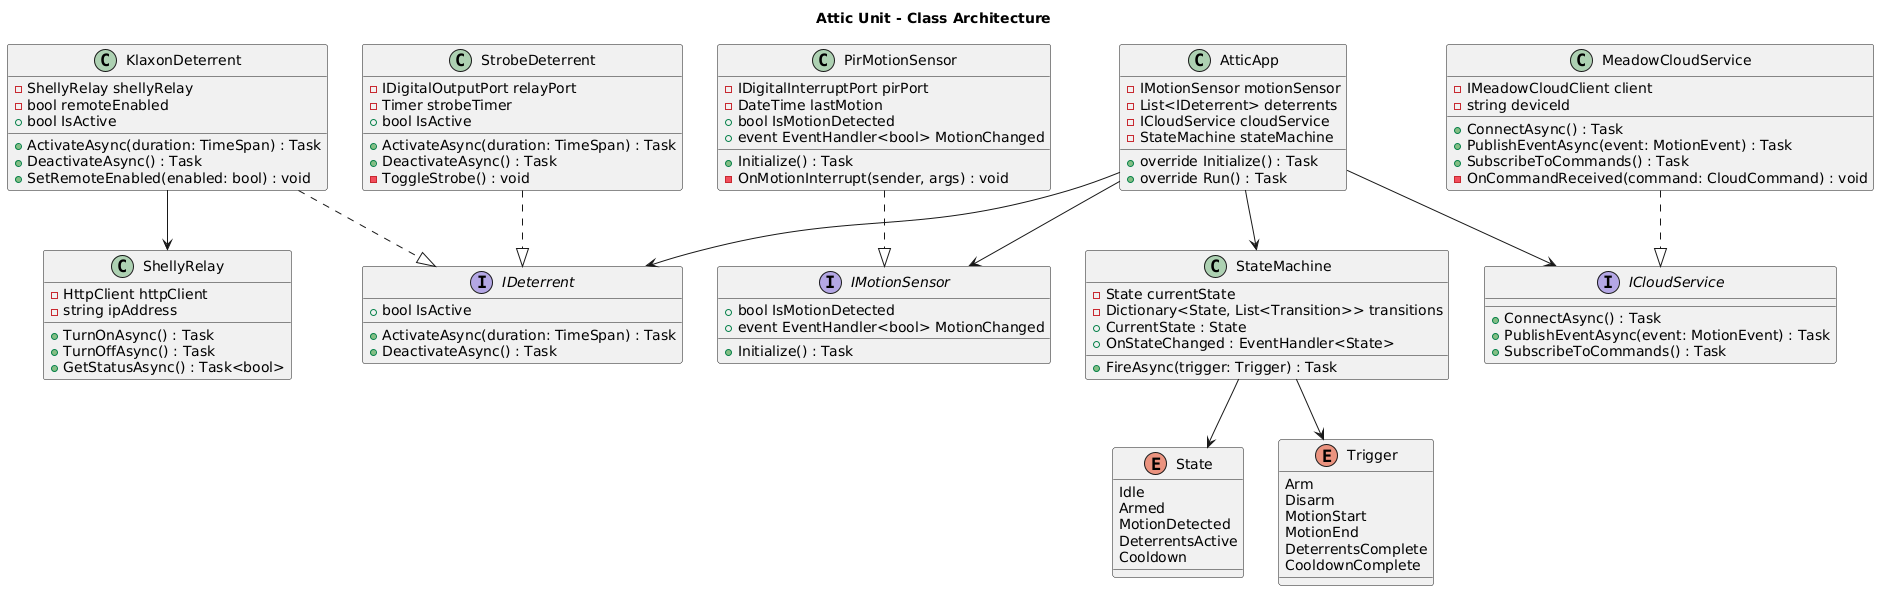 Attic Unit - Class Architecture
C KlaxonDeterrent
ShellyRelay shellyRelay
bool remoteEnabled
bool IsActive
ActivateAsync(duration: TimeSpan) : Task
DeactivateAsync() : Task
SetRemoteEnabled(enabled: bool) : void
C StrobeDeterrent
IDigitalOutputPort relayPort
Timer strobeTimer
bool IsActive
ActivateAsync(duration: TimeSpan) : Task
DeactivateAsync() : Task
ToggleStrobe() : void
C PirMotionSensor
IDigitalInterruptPort pirPort
DateTime lastMotion
bool IsMotionDetected
event EventHandler<bool> MotionChanged
Initialize() : Task
OnMotionInterrupt(sender, args) : void
C AtticApp
IMotionSensor motionSensor
List<IDeterrent> deterrents
ICloudService cloudService
StateMachine stateMachine
override Initialize() : Task
override Run() : Task
C MeadowCloudService
IMeadowCloudClient client
string deviceId
ConnectAsync() : Task
PublishEventAsync(event: MotionEvent) : Task
SubscribeToCommands() : Task
OnCommandReceived(command: CloudCommand) : void
C ShellyRelay
HttpClient httpClient
string ipAddress
TurnOnAsync() : Task
TurnOffAsync() : Task
GetStatusAsync() : Task<bool>
I IDeterrent
bool IsActive
ActivateAsync(duration: TimeSpan) : Task
DeactivateAsync() : Task
I IMotionSensor
bool IsMotionDetected
event EventHandler<bool> MotionChanged
Initialize() : Task
C StateMachine
State currentState
Dictionary<State, List<Transition>> transitions
CurrentState : State
OnStateChanged : EventHandler<State>
FireAsync(trigger: Trigger) : Task
I ICloudService
ConnectAsync() : Task
PublishEventAsync(event: MotionEvent) : Task
SubscribeToCommands() : Task
E State
Idle
Armed
MotionDetected
DeterrentsActive
Cooldown
E Trigger
Arm
Disarm
MotionStart
MotionEnd
DeterrentsComplete
CooldownComplete